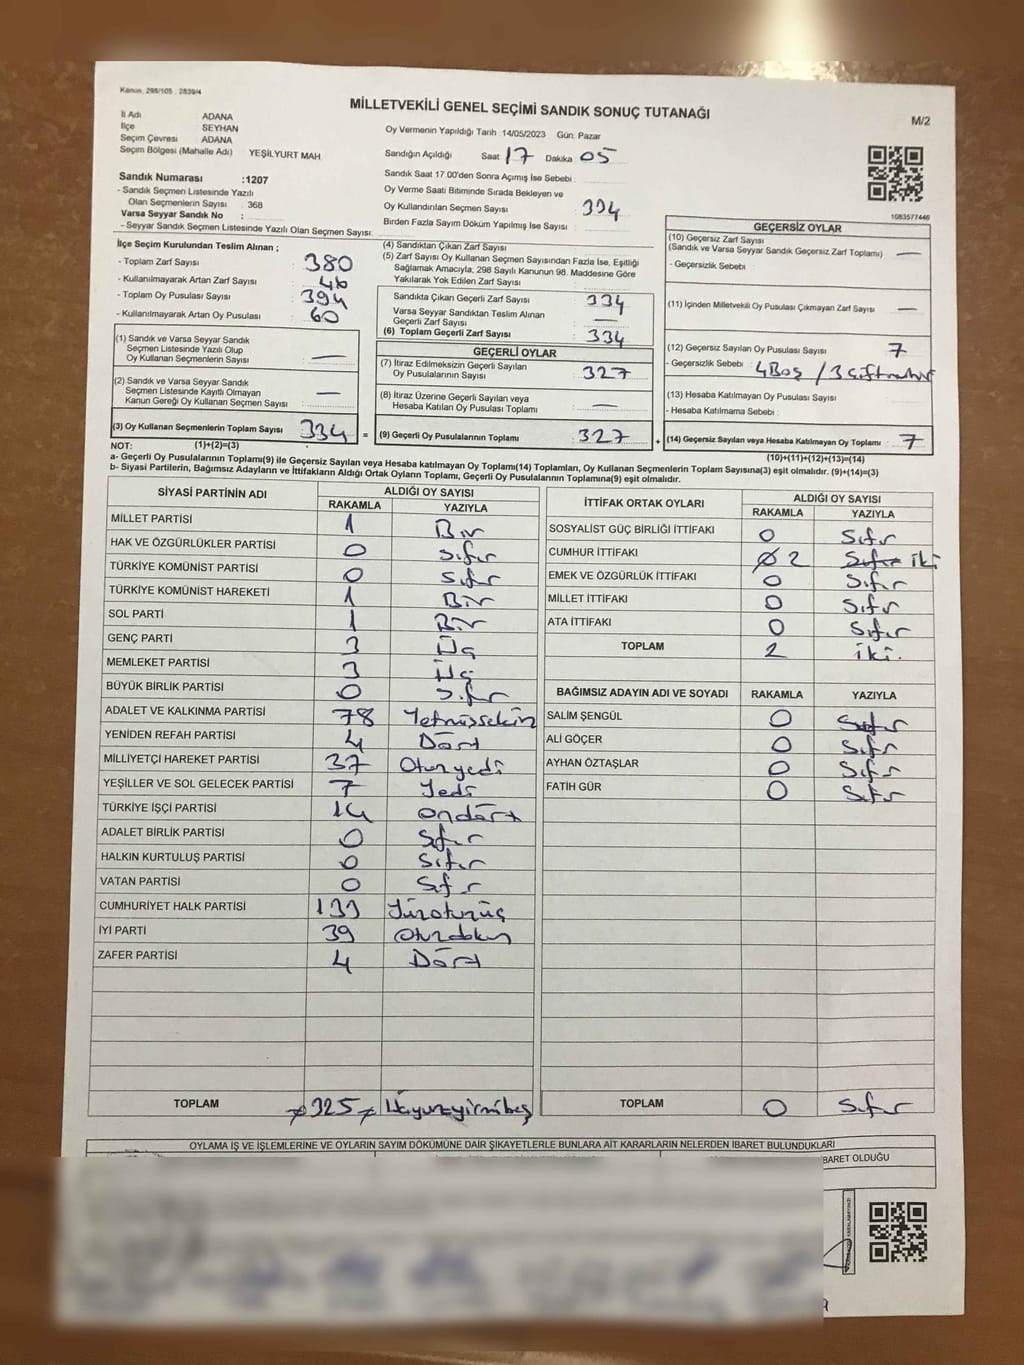 Kanun, 298/105 : 2839/4
MİLLETVEKİLİ GENEL SEÇİMİ SANDIK SONUÇ TUTANAĞI
M/2
İl Adı ADANA
İlçe SEYHAN
Seçim Çevresi ADANA
Seçim Bölgesi (Mahalle Adı) YEŞİLYURT MAH
Sandık Numarası :1207
- Sandık Seçmen Listesinde Yazılı
Olan Seçmenlerin Sayısı : 368
Varsa Seyyar Sandık No :
- Seyyar Sandık Seçmen Listesinde Yazılı Olan Seçmen Sayısı:
Oy Vermenin Yapıldığı Tarih :14/05/2023 Gün: Pazar
Sandığın Açıldığı Saat 17 Dakika 05
Sandık Saat 17.00'den Sonra Açımış İse Sebebi :
Oy Verme Saati Bitiminde Sırada Bekleyen ve
Oy Kullandırılan Seçmen Sayısı : 334
Birden Fazla Sayım Döküm Yapılmış İse Sayısı :
1083577446
İlçe Seçim Kurulundan Teslim Alınan ;
- Toplam Zarf Sayısı : 380
- Kullanılmayarak Artan Zarf Sayısı : 46
- Toplam Oy Pusulası Sayısı : 394
- Kullanılmayarak Artan Oy Pusulası : 60
(1) Sandık ve Varsa Seyyar Sandık
Seçmen Listesinde Yazılı Olup
Oy Kullanan Seçmenlerin Sayısı : —
(2) Sandık ve Varsa Seyyar Sandık
Seçmen Listesinde Kayıtlı Olmayan
Kanun Gereği Oy Kullanan Seçmen Sayısı : —
(3) Oy Kullanan Seçmenlerin Toplam Sayısı : 334
(4) Sandıktan Çıkan Zarf Sayısı
(5) Zarf Sayısı Oy Kullanan Seçmen Sayısından Fazla İse, Eşitliği
Sağlamak Amacıyla; 298 Sayılı Kanunun 98. Maddesine Göre
Yakılarak Yok Edilen Zarf Sayısı :
Sandıkta Çıkan Geçerli Zarf Sayısı : 334
Varsa Seyyar Sandıktan Teslim Alınan
Geçerli Zarf Sayısı : —
(6) Toplam Geçerli Zarf Sayısı : 334
GEÇERLİ OYLAR
(7) İtiraz Edilmeksizin Geçerli Sayılan
Oy Pusulalarının Sayısı : 327
(8) İtiraz Üzerine Geçerli Sayılan veya
Hesaba Katılan Oy Pusulası Toplamı : —
= (9) Geçerli Oy Pusulalarının Toplamı : 327
GEÇERSİZ OYLAR
(10) Geçersiz Zarf Sayısı
(Sandık ve Varsa Seyyar Sandık Geçersiz Zarf Toplamı) : —
- Geçersizlik Sebebi :
(11) İçinden Milletvekili Oy Pusulası Çıkmayan Zarf Sayısı : —
(12) Geçersiz Sayılan Oy Pusulası Sayısı : 7
- Geçersizlik Sebebi : 4 Boş / 3 çift mühür
(13) Hesaba Katılmayan Oy Pusulası Sayısı :
- Hesaba Katılmama Sebebi :
+ (14) Geçersiz Sayılan veya Hesaba Katılmayan Oy Toplamı : 7
NOT: (1)+(2)=(3) (10)+(11)+(12)+(13)=(14)
a- Geçerli Oy Pusulalarının Toplamı(9) ile Geçersiz Sayılan veya Hesaba katılmayan Oy Toplamı(14) Toplamları, Oy Kullanan Seçmenlerin Toplam Sayısına(3) eşit olmalıdır. (9)+(14)=(3)
b- Siyasi Partilerin, Bağımsız Adayların ve İttifakların Aldığı Ortak Oyların Toplamı, Geçerli Oy Pusulalarının Toplamına(9) eşit olmalıdır.
SİYASİ PARTİNİN ADI ALDIĞI OY SAYISI
RAKAMLA YAZIYLA
MİLLET PARTİSİ 1 Bir
HAK VE ÖZGÜRLÜKLER PARTİSİ 0 Sıfır
TÜRKİYE KOMÜNİST PARTİSİ 0 Sıfır
TÜRKİYE KOMÜNİST HAREKETİ 1 Bir
SOL PARTİ 1 Bir
GENÇ PARTİ 3 Üç
MEMLEKET PARTİSİ 3 Üç
BÜYÜK BİRLİK PARTİSİ 0 Sıfır
ADALET VE KALKINMA PARTİSİ 78 Yetmişsekiz
YENİDEN REFAH PARTİSİ 4 Dört
MİLLİYETÇİ HAREKET PARTİSİ 37 Otuzyedi
YEŞİLLER VE SOL GELECEK PARTİSİ 7 Yedi
TÜRKİYE İŞÇİ PARTİSİ 14 Ondört
ADALET BİRLİK PARTİSİ 0 Sıfır
HALKIN KURTULUŞ PARTİSİ 0 Sıfır
VATAN PARTİSİ 0 Sıfır
CUMHURİYET HALK PARTİSİ 133 Yüzotuzüç
İYİ PARTİ 39 Otuzdokuz
ZAFER PARTİSİ 4 Dört
TOPLAM ≠325≠ Üçyüzyirmibeş
İTTİFAK ORTAK OYLARI ALDIĞI OY SAYISI
RAKAMLA YAZIYLA
SOSYALİST GÜÇ BİRLİĞİ İTTİFAKI 0 Sıfır
CUMHUR İTTİFAKI 0 2 Sıfır iki
EMEK VE ÖZGÜRLÜK İTTİFAKI 0 Sıfır
MİLLET İTTİFAKI 0 Sıfır
ATA İTTİFAKI 0 Sıfır
TOPLAM 2 iki.
BAĞIMSIZ ADAYIN ADI VE SOYADI RAKAMLA YAZIYLA
SALİM ŞENGÜL 0 Sıfır
ALİ GÖÇER 0 Sıfır
AYHAN ÖZTAŞLAR 0 Sıfır
FATİH GÜR 0 Sıfır
TOPLAM 0 Sıfır
OYLAMA İŞ VE İŞLEMLERİNE VE OYLARIN SAYIM DÖKÜMÜNE DAİR ŞİKAYETLERLE BUNLARA AİT KARARLARIN NELERDEN İBARET BULUNDUKLARI
BARET OLDUĞU